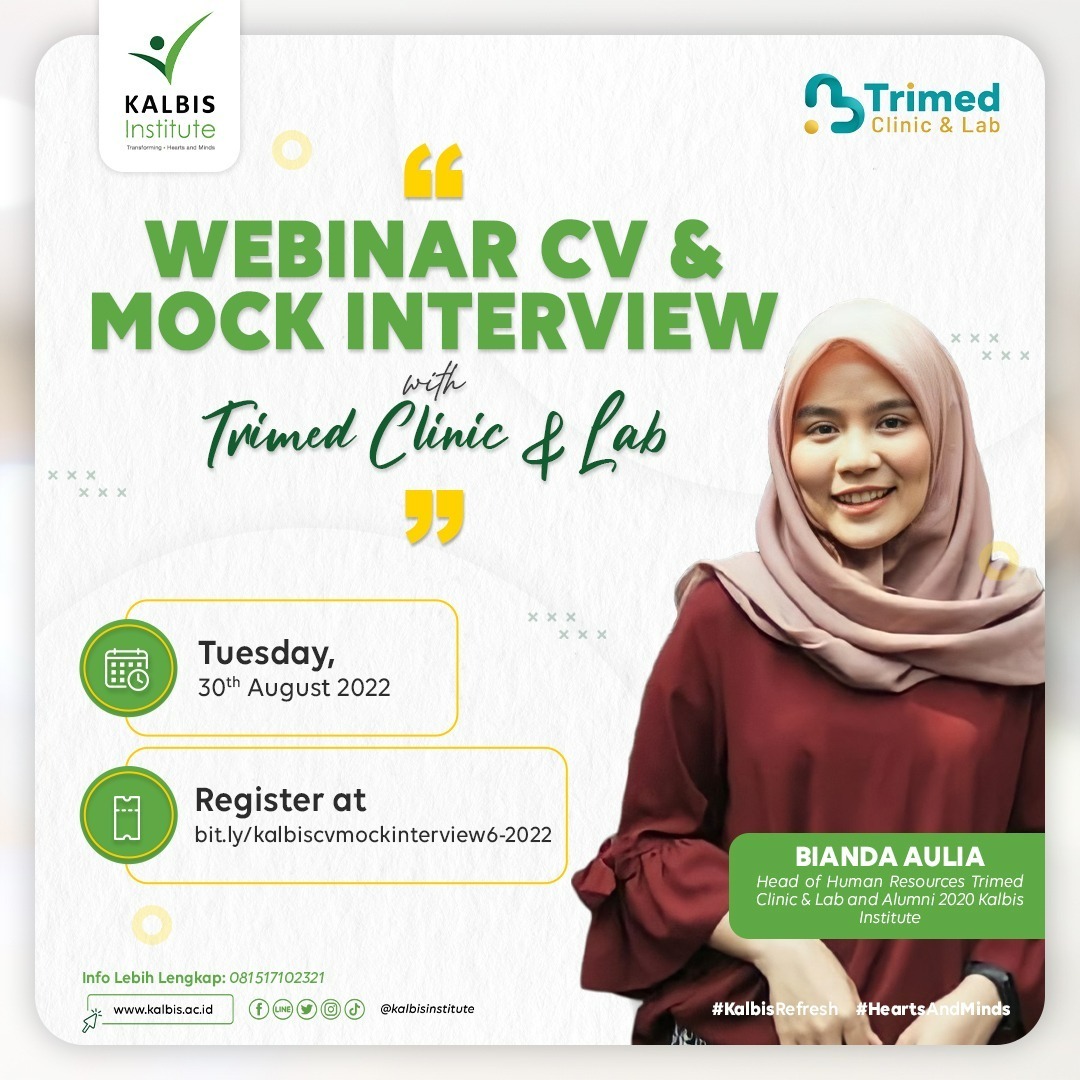 KALBIS
Institute
Transforming • Hearts and Minds
Trimed
Clinic & Lab
“
WEBINAR CV &
MOCK INTERVIEW
with
Trimed Clinic & Lab
”
Tuesday,
30th August 2022
Register at
bit.ly/kalbiscvmockinterview6-2022
BIANDA AULIA
Head of Human Resources Trimed
Clinic & Lab and Alumni 2020 Kalbis
Institute
Info Lebih Lengkap: 081517102321
www.kalbis.ac.id
LINE
@kalbisinstitute
#KalbisRefresh #HeartsAndMinds